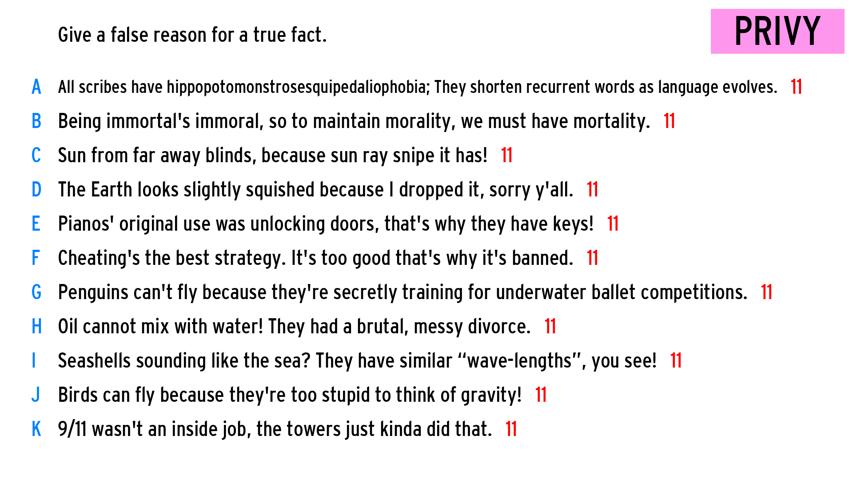 Give a false reason for a true fact.
PRIVY
A All scribes have hippopotomonstrosesquipedaliophobia; They shorten recurrent words as language evolves. 11
B Being immortal's immoral, so to maintain morality, we must have mortality. 11
C Sun from far away blinds, because sun ray snipe it has! 11
D The Earth looks slightly squished because I dropped it, sorry y'all. 11
E Pianos' original use was unlocking doors, that's why they have keys! 11
F Cheating's the best strategy. It's too good that's why it's banned. 11
G Penguins can't fly because they're secretly training for underwater ballet competitions. 11
H Oil cannot mix with water! They had a brutal, messy divorce. 11
I Seashells sounding like the sea? They have similar “wave-lengths”, you see! 11
J Birds can fly because they're too stupid to think of gravity! 11
K 9/11 wasn't an inside job, the towers just kinda did that. 11